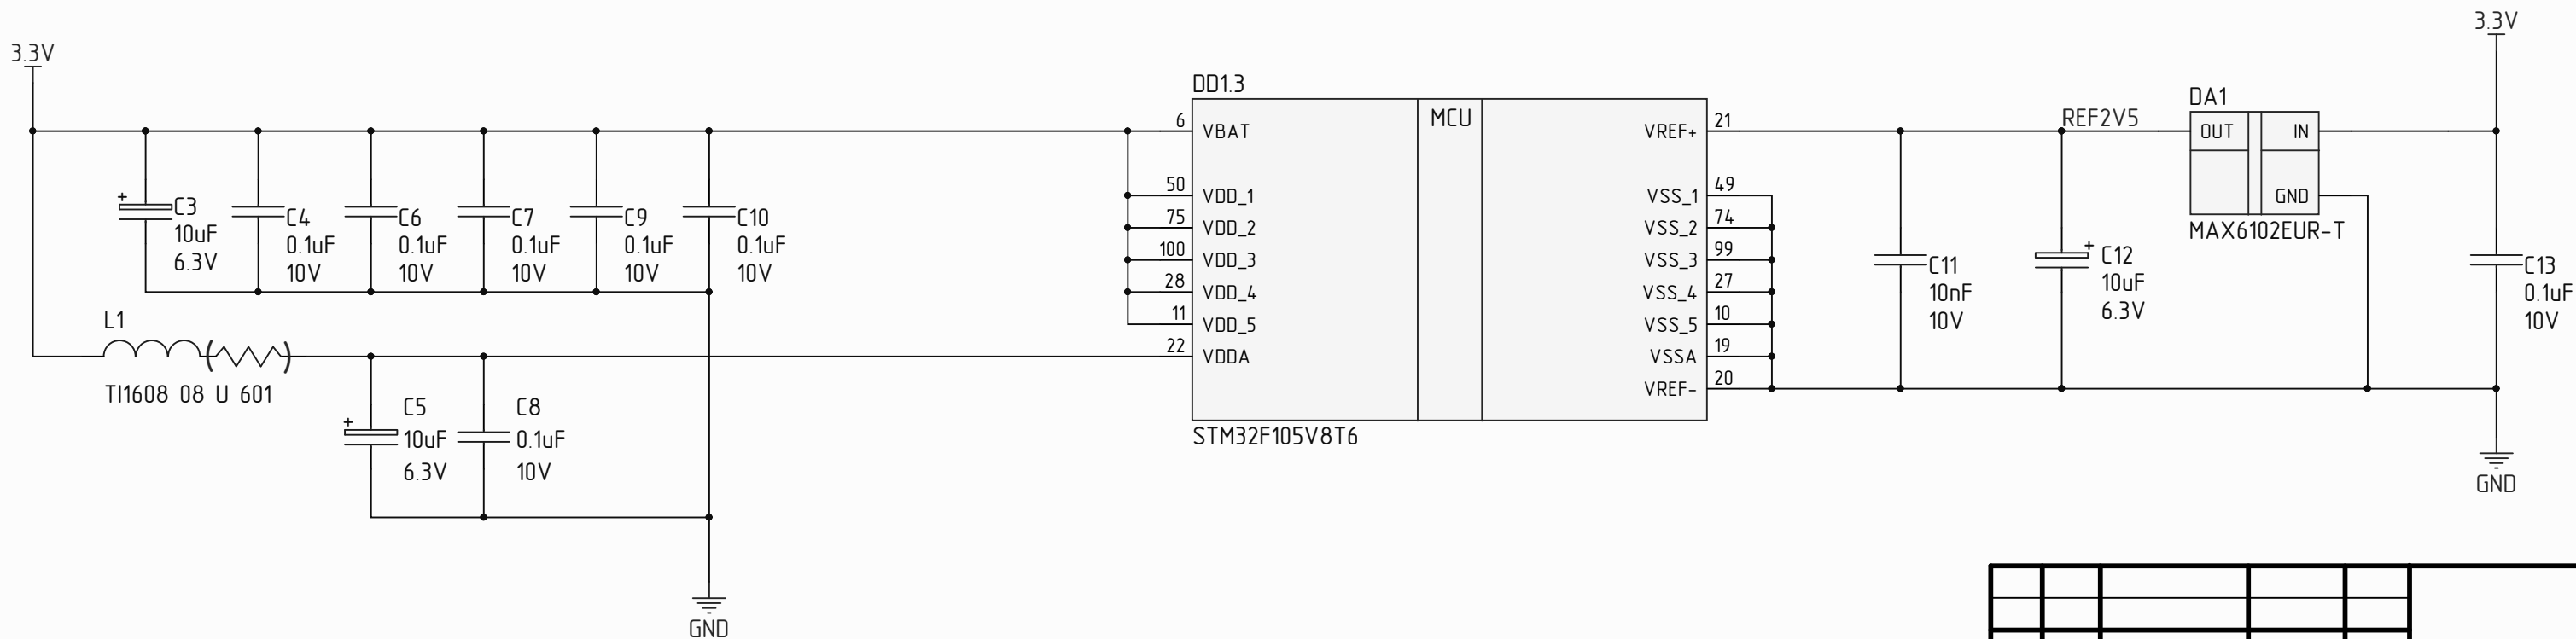 3.3V
3.3V
DD1.3
DA1
6
VBAT
MCU
VREF+
21
REF2V5
OUT
IN
50
VDD_1
VSS_1
49
GND
75
VDD_2
VSS_2
74
MAX6102EUR-T
100
VDD_3
VSS_3
99
28
VDD_4
VSS_4
27
11
VDD_5
VSS_5
10
22
VDDA
VSSA
19
VREF-
20
STM32F105V8T6
+
C3
10uF
6.3V
C4
0.1uF
10V
C6
0.1uF
10V
C7
0.1uF
10V
C9
0.1uF
10V
C10
0.1uF
10V
L1
TI1608 08 U 601
+
C5
10uF
6.3V
C8
0.1uF
10V
GND
C11
10nF
10V
+
C12
10uF
6.3V
C13
0.1uF
10V
GND